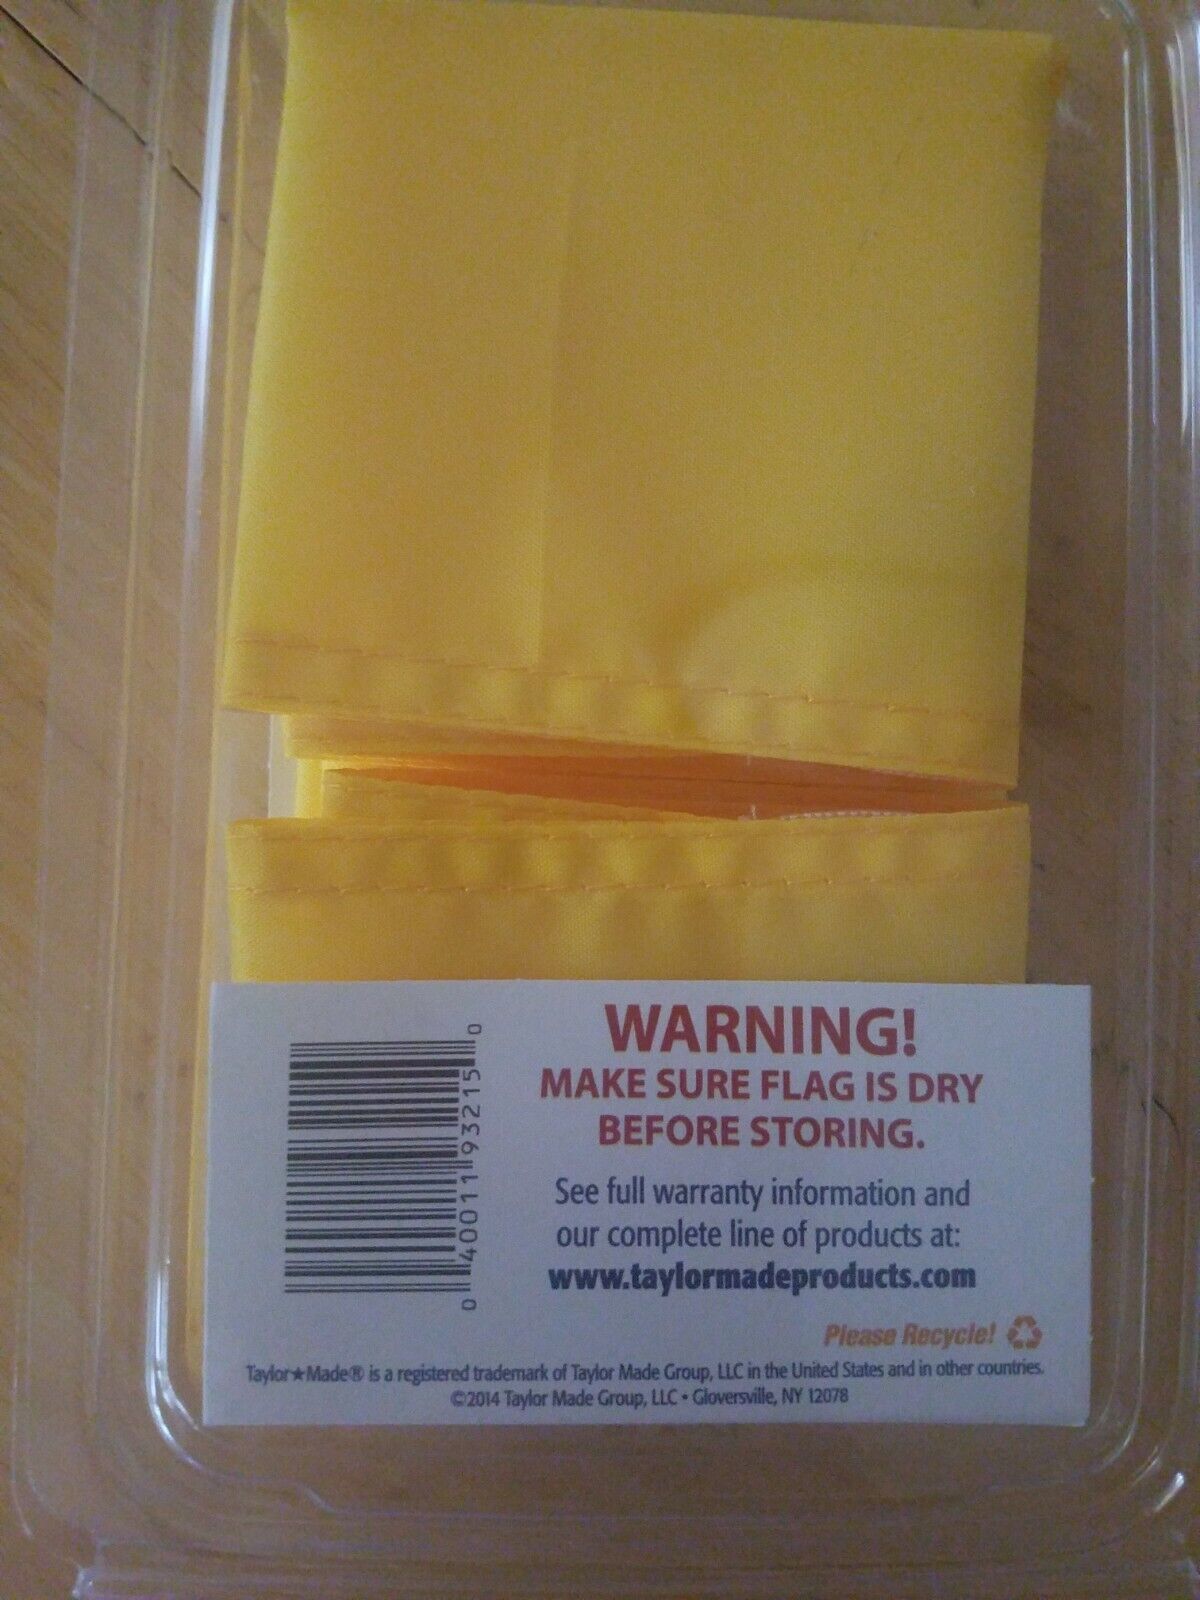 WARNING!
MAKE SURE FLAG IS DRY
BEFORE STORING.
See full warranty information and
our complete line of products at:
www.taylormadeproducts.com
Please Recycle!
Taylor★Made® is a registered trademark of Taylor Made Group, LLC in the United States and in other countries.
©2014 Taylor Made Group, LLC • Gloversville, NY 12078
0 40011 93215 0